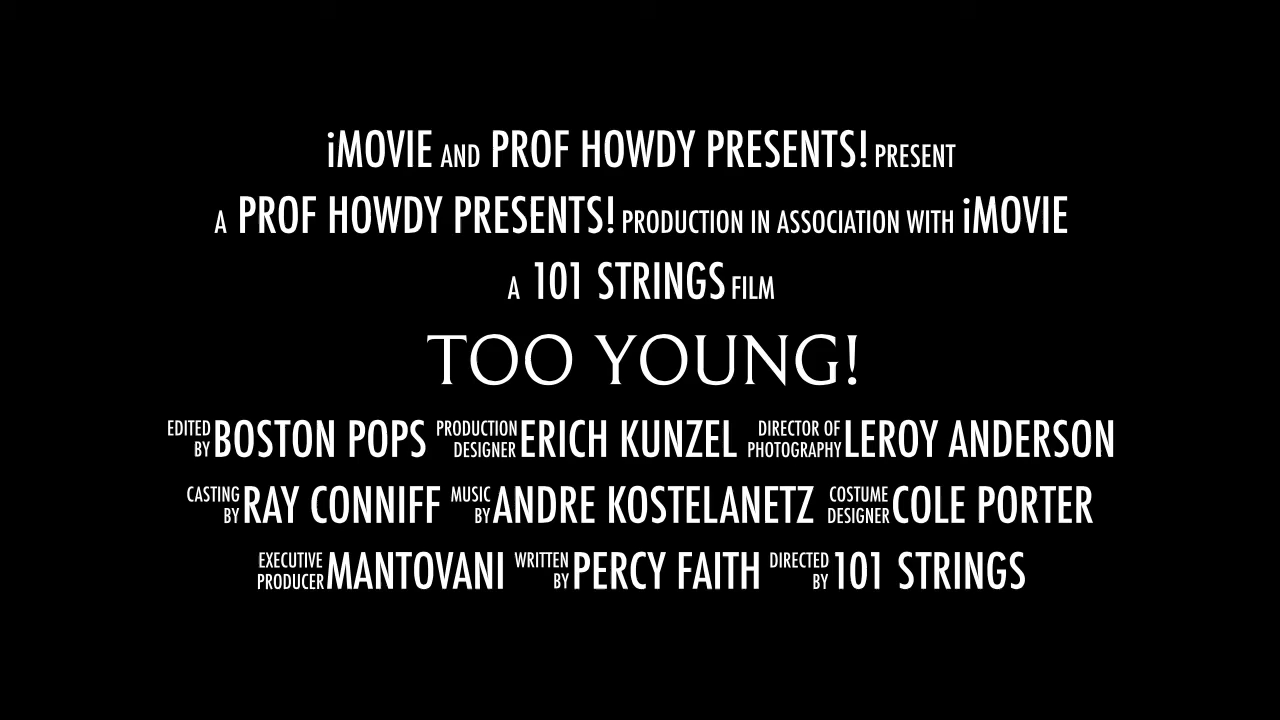 iMOVIE AND PROF HOWDY PRESENTS! PRESENT
A PROF HOWDY PRESENTS! PRODUCTION IN ASSOCIATION WITH iMOVIE
A 101 STRINGS FILM
TOO YOUNG!
EDITED BY BOSTON POPS PRODUCTION DESIGNER ERICH KUNZEL DIRECTOR OF PHOTOGRAPHY LEROY ANDERSON
CASTING BY RAY CONNIFF MUSIC BY ANDRE KOSTELANETZ COSTUME DESIGNER COLE PORTER
EXECUTIVE PRODUCER MANTOVANI WRITTEN BY PERCY FAITH DIRECTED BY 101 STRINGS